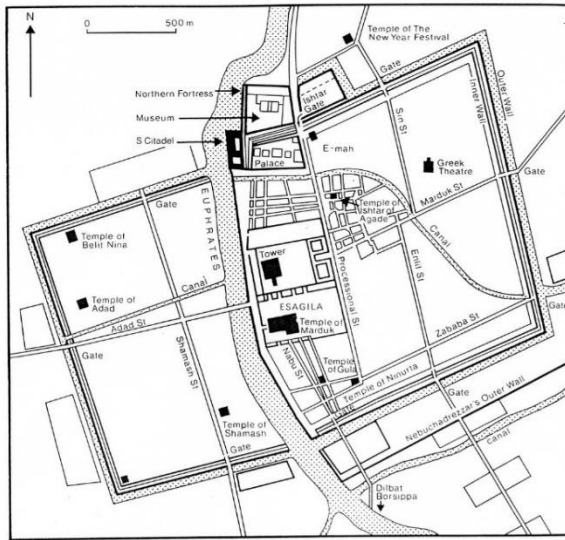 N
0 500 m
Temple of The
New Year Festival
Northern Fortress
Museum
S Citadel
Ishtar
Gate
Gate
Outer Wall
Inner Wall
Sin St
E-mah
Palace
Greek
Theatre
Marduk St
Gate
Temple of
Ishtar of
Agade
Canal
EUPHRATES
Gate
Temple of
Belit Nina
Canal
Temple of
Adad
Adad St
Gate
Shamash St
Tower
Processional St
Enlil St
ESAGILA
Temple of
Marduk
Nabu St
Zababa St
Gate
Temple of
Gula
Temple of Ninurta
Gate
Gate
Nebuchadrezzar's Outer Wall
canal
Temple of
Shamash
Gate
Dilbat
Borsippa